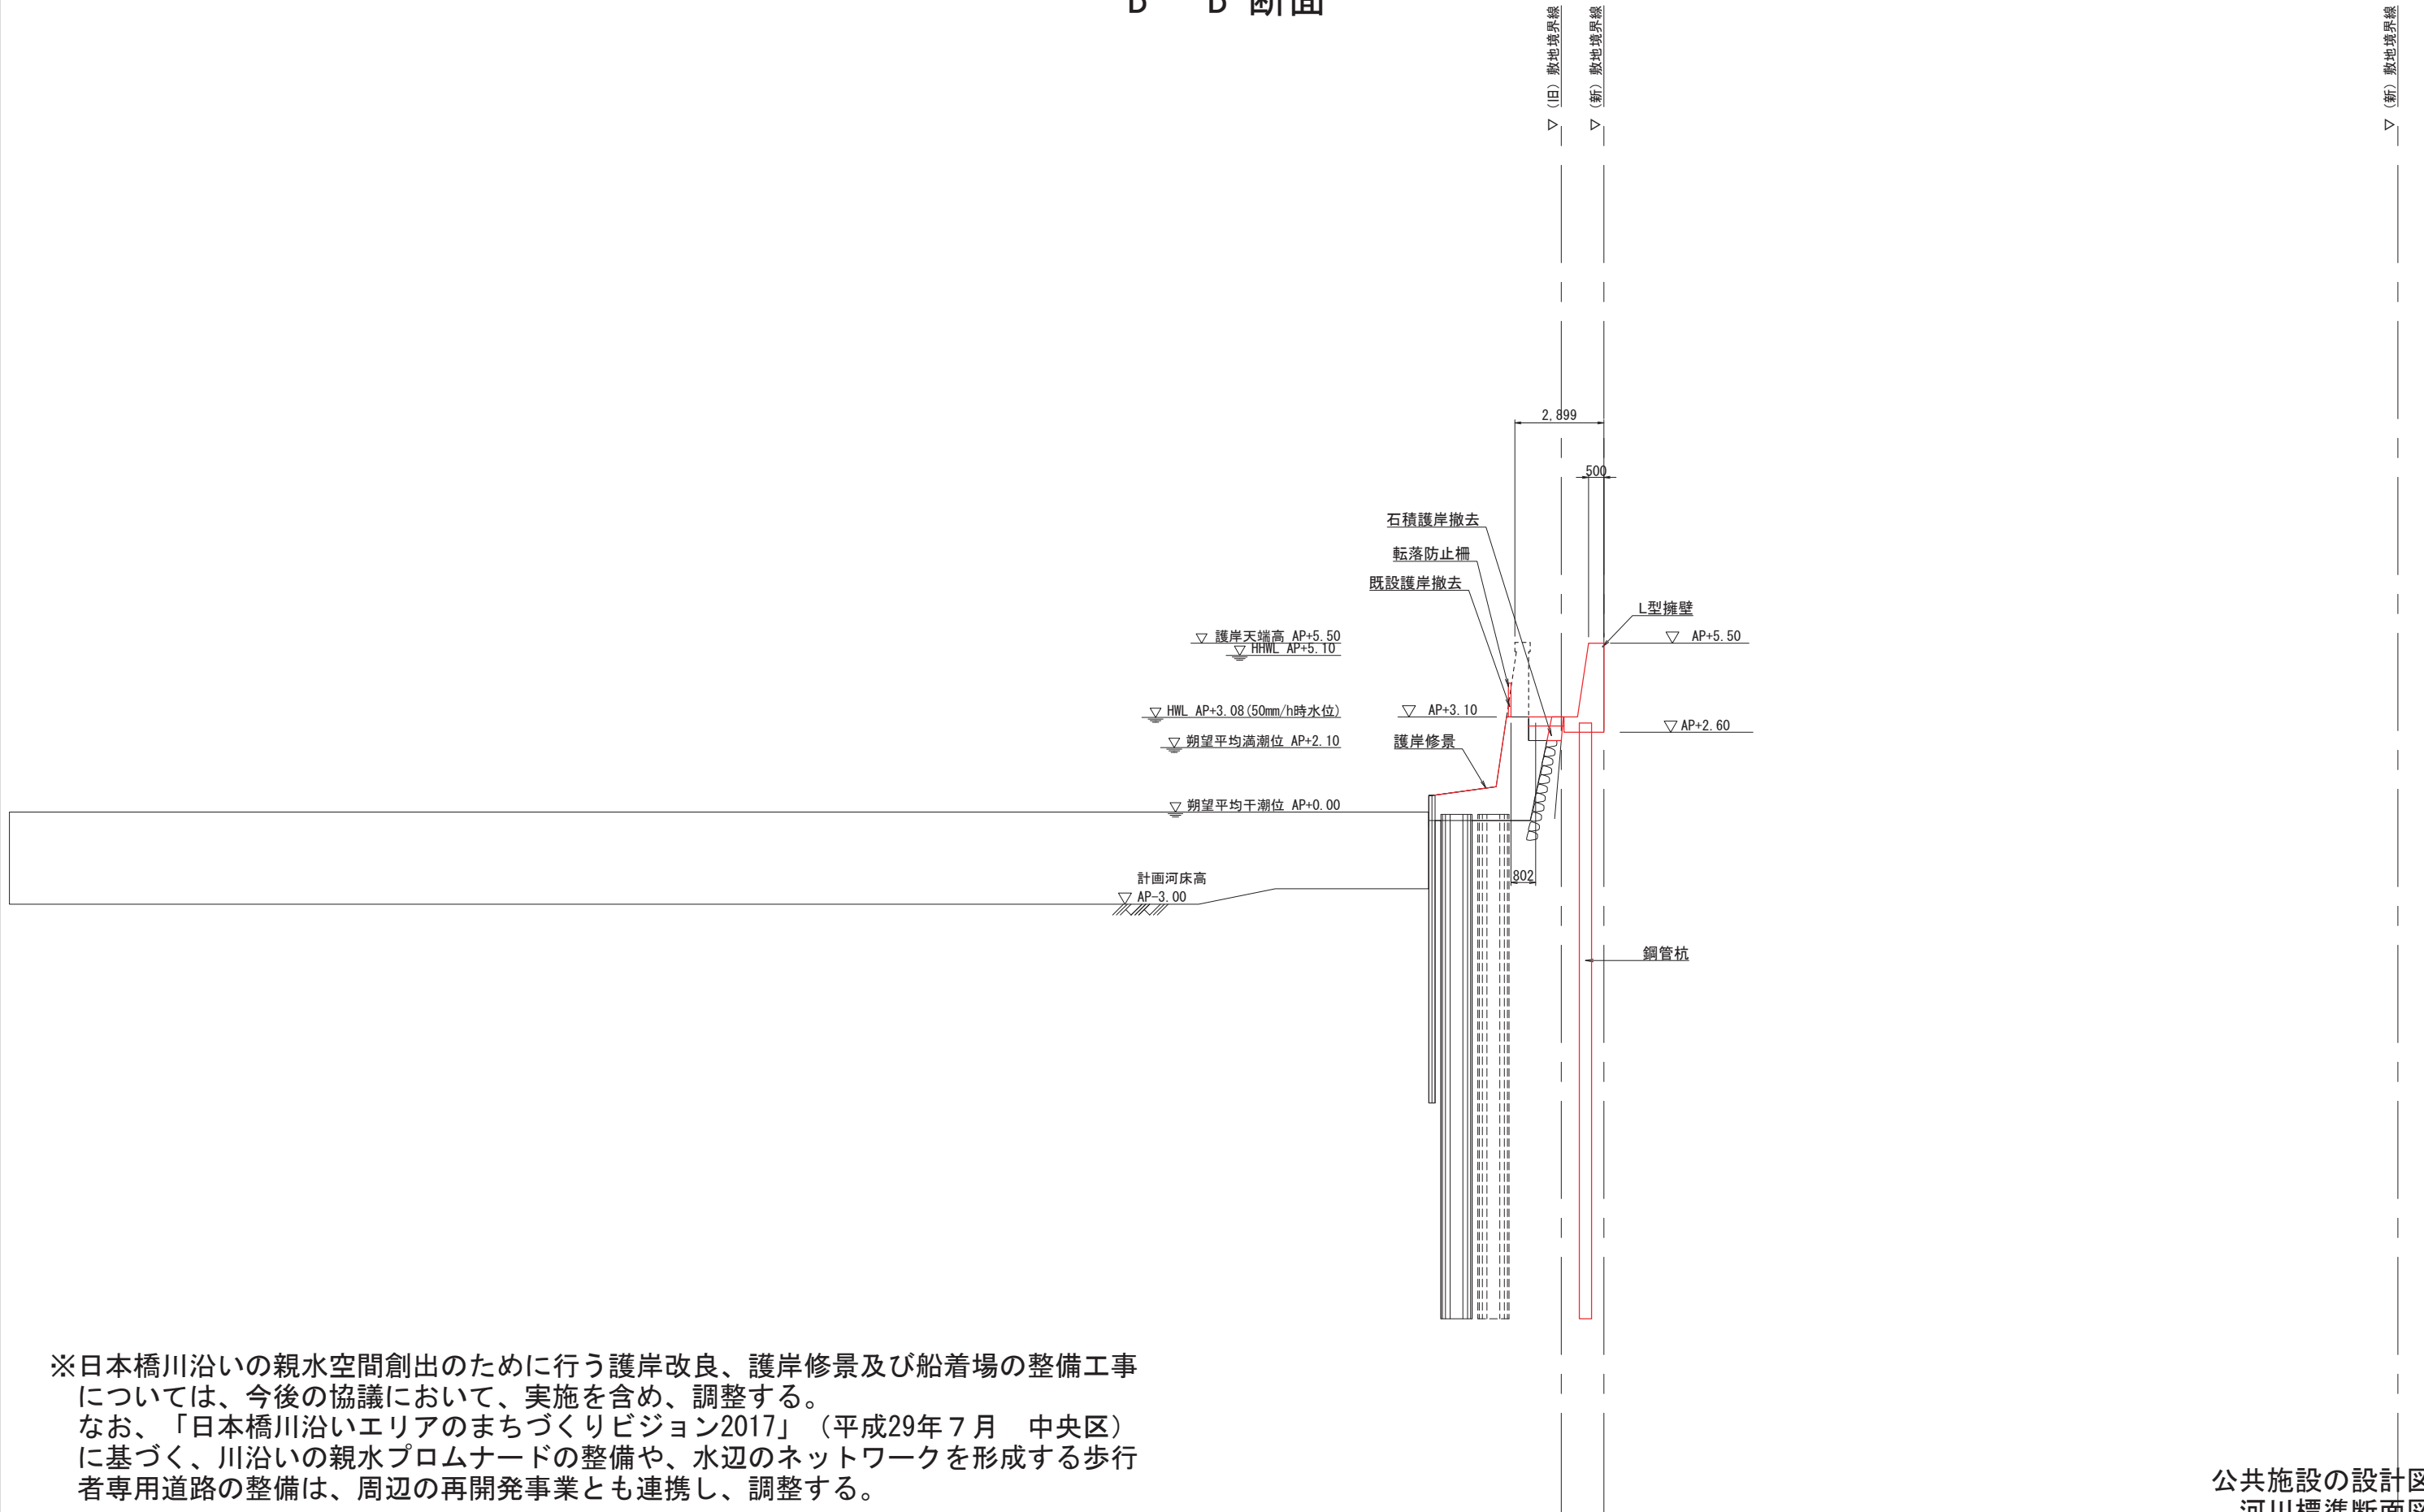 B B 断面
▽ （旧）敷地境界線
▽ （新）敷地境界線
▽ （新）敷地境界線
2,899
500
石積護岸撤去
転落防止柵
既設護岸撤去
L型擁壁
▽ 護岸天端高 AP+5.50
▽ HHWL AP+5.10
▽ AP+5.50
▽ HWL AP+3.08(50mm/h時水位)
▽ AP+3.10
▽ AP+2.60
▽ 朔望平均満潮位 AP+2.10
護岸修景
▽ 朔望平均干潮位 AP+0.00
802
計画河床高
▽ AP-3.00
鋼管杭
※日本橋川沿いの親水空間創出のために行う護岸改良、護岸修景及び船着場の整備工事
については、今後の協議において、実施を含め、調整する。
なお、「日本橋川沿いエリアのまちづくりビジョン2017」（平成29年７月　中央区）
に基づく、川沿いの親水プロムナードの整備や、水辺のネットワークを形成する歩行
者専用道路の整備は、周辺の再開発事業とも連携し、調整する。
公共施設の設計図
河川標準断面図